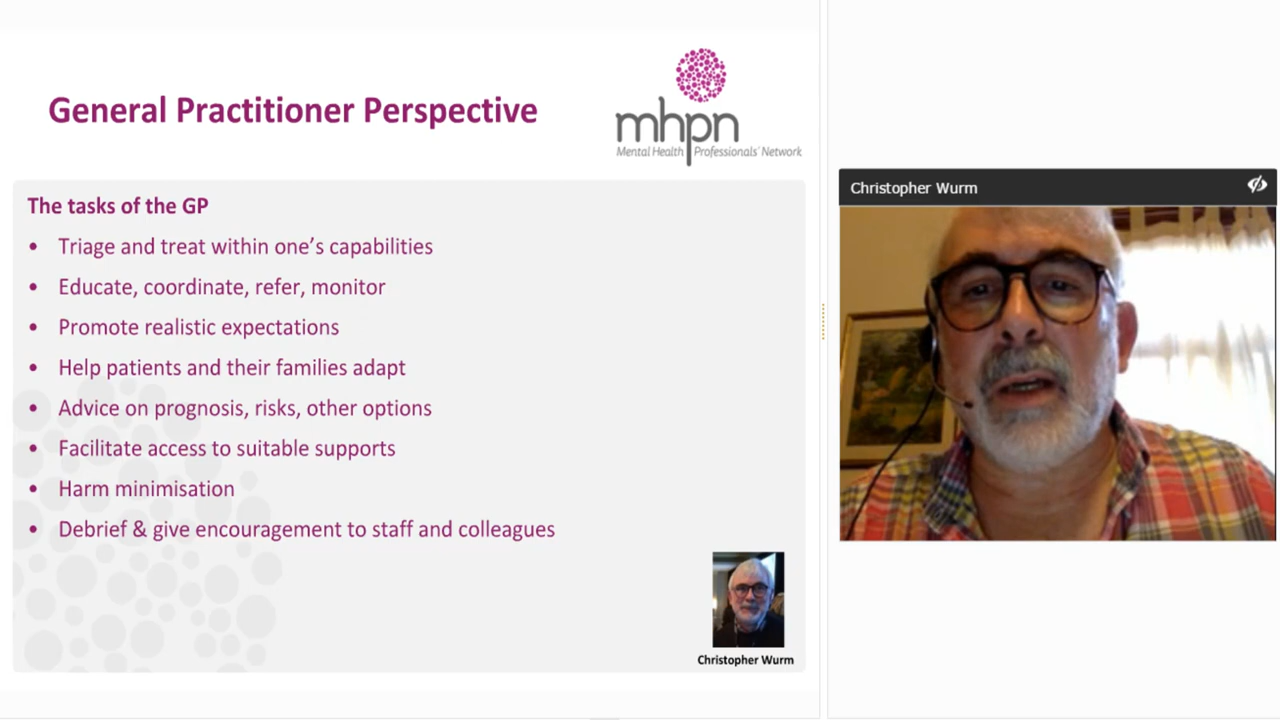 General Practitioner Perspective
mhpn
Mental Health Professionals' Network
The tasks of the GP
• Triage and treat within one's capabilities
• Educate, coordinate, refer, monitor
• Promote realistic expectations
• Help patients and their families adapt
• Advice on prognosis, risks, other options
• Facilitate access to suitable supports
• Harm minimisation
• Debrief & give encouragement to staff and colleagues
Christopher Wurm
Christopher Wurm